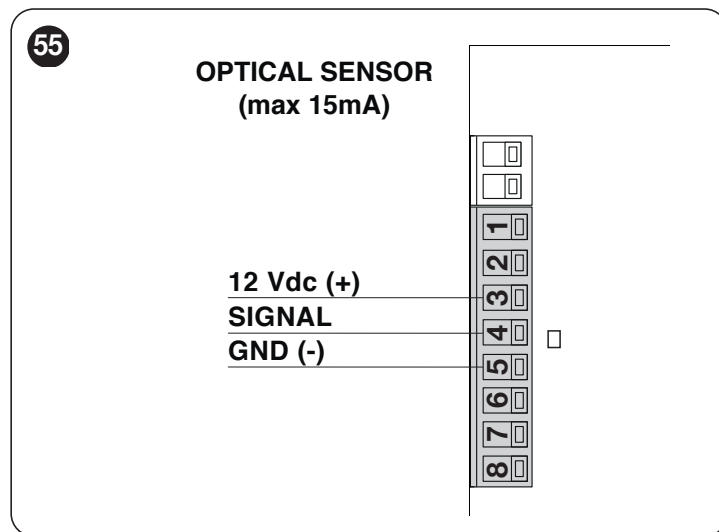 55
OPTICAL SENSOR
(max 15mA)
12 Vdc (+)
SIGNAL
GND (-)
1
2
3
4
5
6
7
8